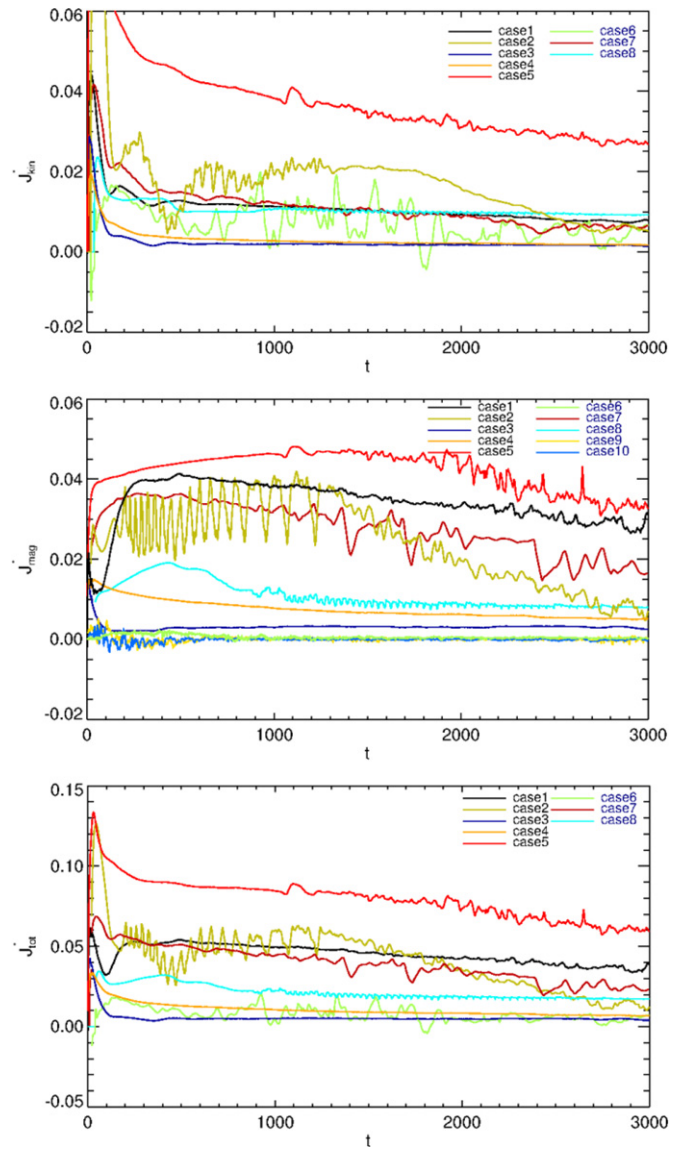 0.06
case1 case6
case2 case7
case3 case8
case4
case5
0.04
J̇kin
0.02
0.00
-0.02
0 1000 2000 3000
t
0.06
case1 case6
case2 case7
case3 case8
case4 case9
case5 case10
0.04
J̇mag
0.02
0.00
-0.02
0 1000 2000 3000
t
0.15
case1 case6
case2 case7
case3 case8
case4
case5
0.10
J̇tot
0.05
0.00
-0.05
0 1000 2000 3000
t